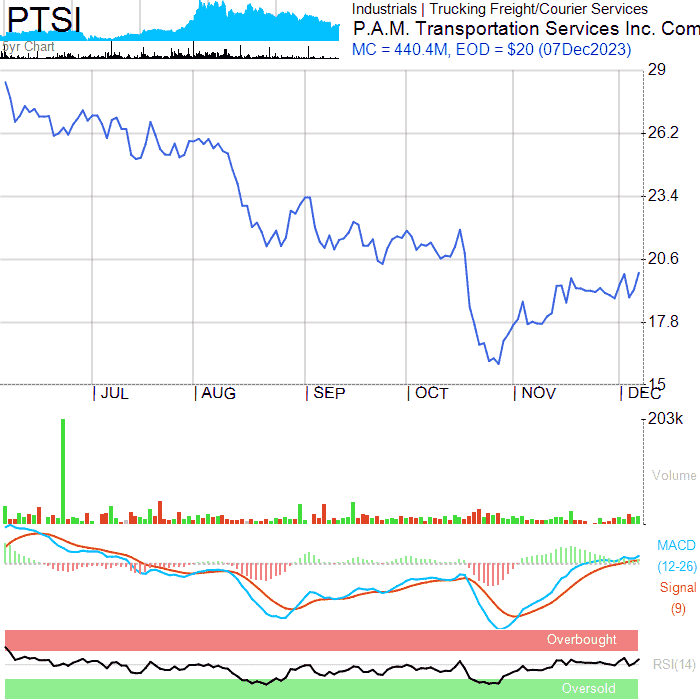 PTSI
5yr Chart
Industrials | Trucking Freight/Courier Services
P.A.M. Transportation Services Inc. Com
MC = 440.4M, EOD = $20 (07Dec2023)
29
26.2
23.4
20.6
17.8
15
JUL AUG SEP OCT NOV DEC
203k
Volume
MACD
(12-26)
Signal
(9)
Overbought
RSI(14)
Oversold